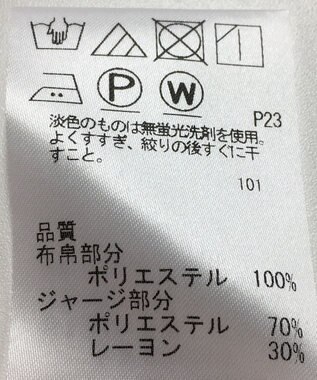 P W
P23
淡色のものは無蛍光洗剤を使用。
よくすすぎ、絞りの後すぐに干
すこと。
101
品質
布帛部分
ポリエステル 100%
ジャージ部分
ポリエステル 70%
レーヨン 30%